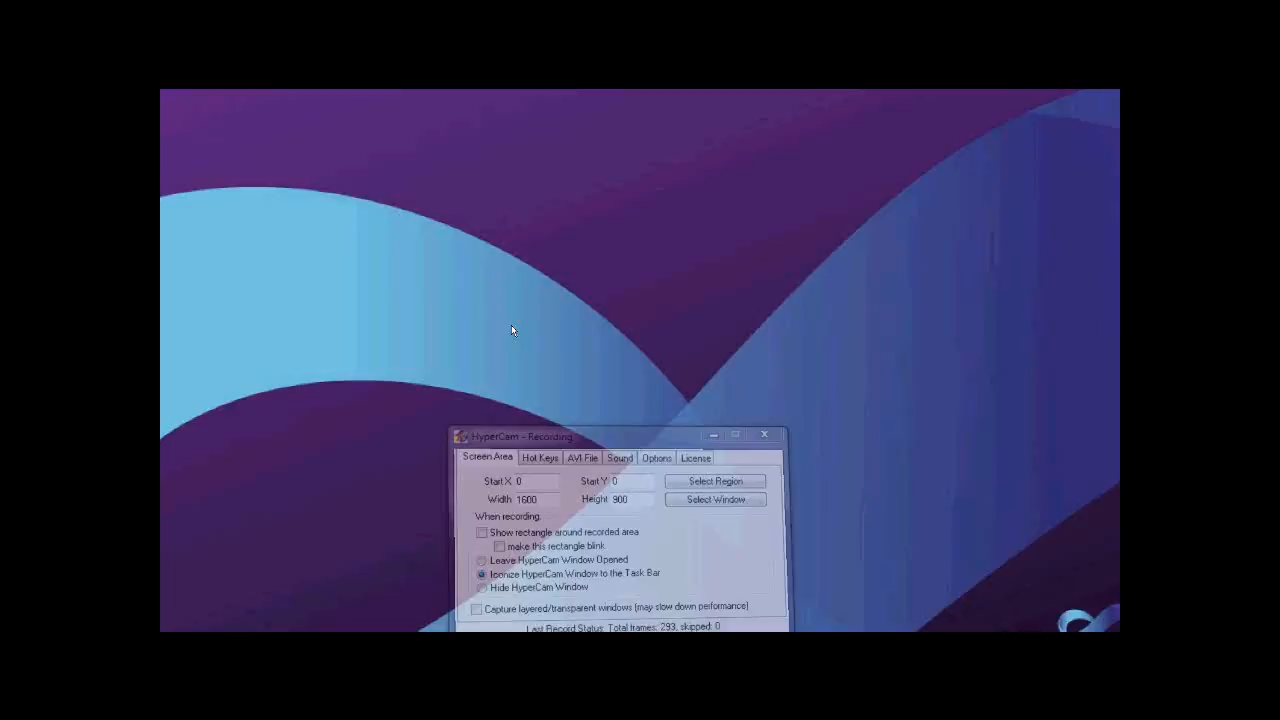 HyperCam - Recording
Screen Area Hot Keys AVI File Sound Options License
Start X 0 Start Y 0 Select Region
Width 1600 Height 900 Select Window
When recording,
Show rectangle around recorded area
make this rectangle blink
Leave HyperCam Window Opened
Iconize HyperCam Window to the Task Bar
Hide HyperCam Window
Capture layered/transparent windows (may slow down performance)
Last Record Status: Total frames: 293, skipped: 0